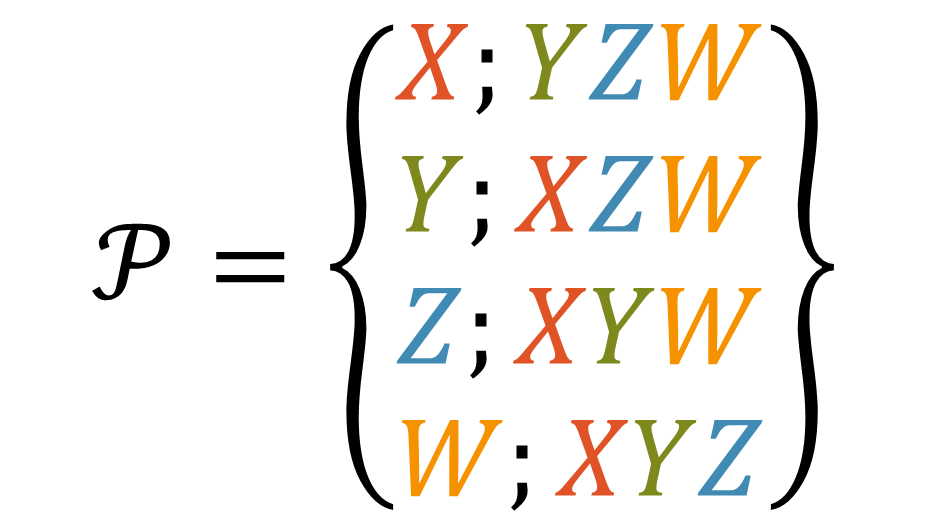 X; YZW
Y; XZW
𝒫 = 
Z; XYW
W; XYZ